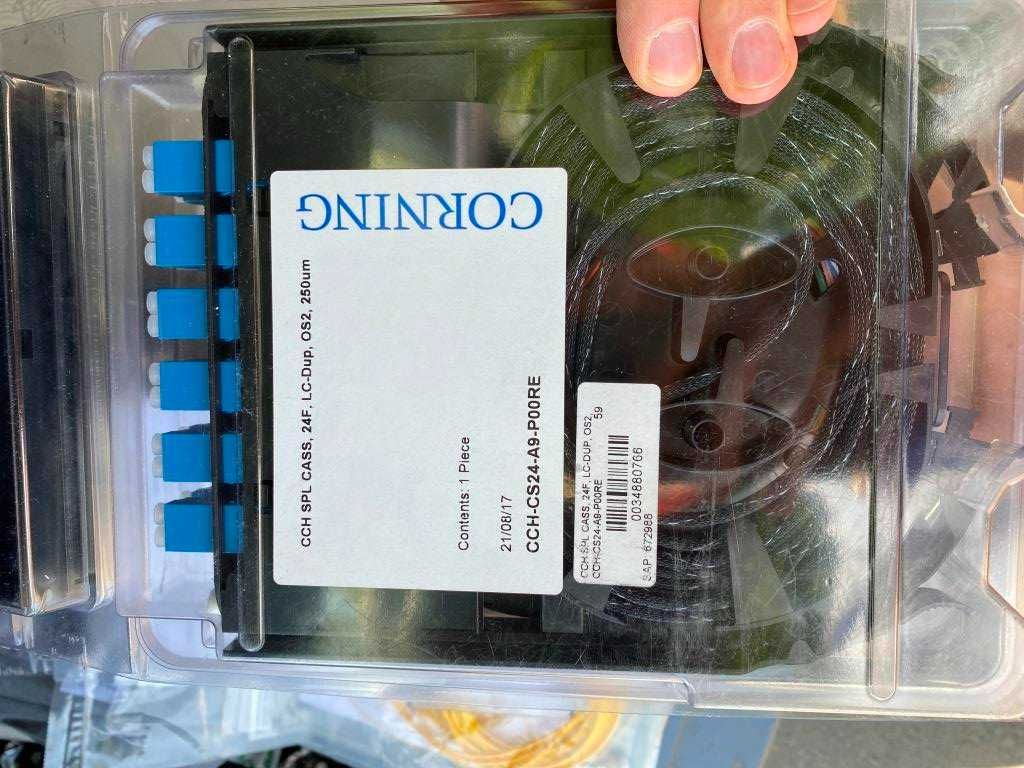 CORNING
CCH SPL CASS, 24F, LC-Dup, OS2, 250um
Contents: 1 Piece
21/08/17
CCH-CS24-A9-P00RE
CCH SPL CASS, 24F, LC-DUP, OS2,
CCH-CS24-A9-P00RE 59
0034880766
SAP: 672988